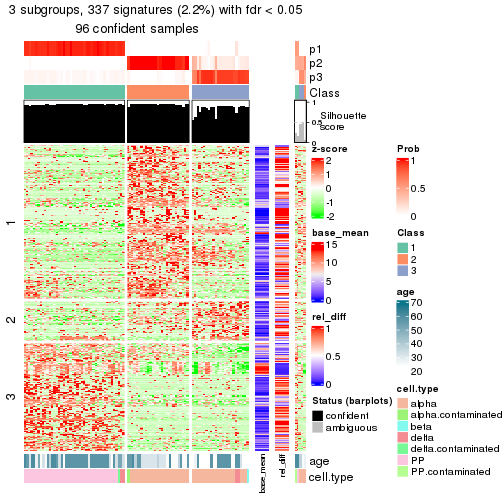 3 subgroups, 337 signatures (2.2%) with fdr < 0.05
96 confident samples
p1
p2
p3
Class
1
0.5
0
Silhouette
score
1
2
3
base_mean
rel_diff
age
cell.type
z-score
2
1
0
-1
-2
base_mean
15
10
5
0
rel_diff
1
0.5
0
Status (barplots)
confident
ambiguous
Prob
1
0.5
0
Class
1
2
3
age
70
60
50
40
30
20
cell.type
alpha
alpha.contaminated
beta
delta
delta.contaminated
PP
PP.contaminated